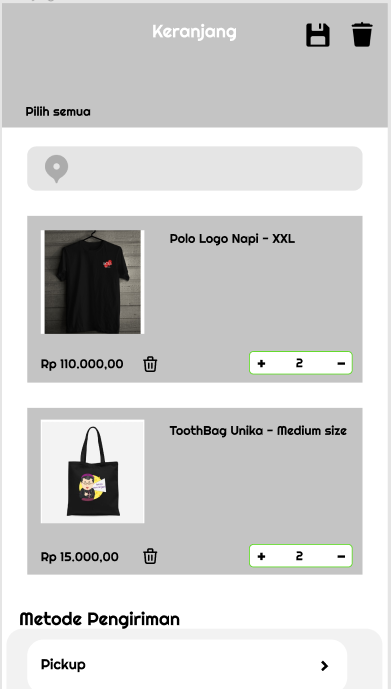 Keranjang
Pilih semua
Polo Logo Napi - XXL
Rp 110.000,00
+ 2 -
ToothBag Unika - Medium size
Rp 15.000,00
+ 2 -
Metode Pengiriman
Pickup